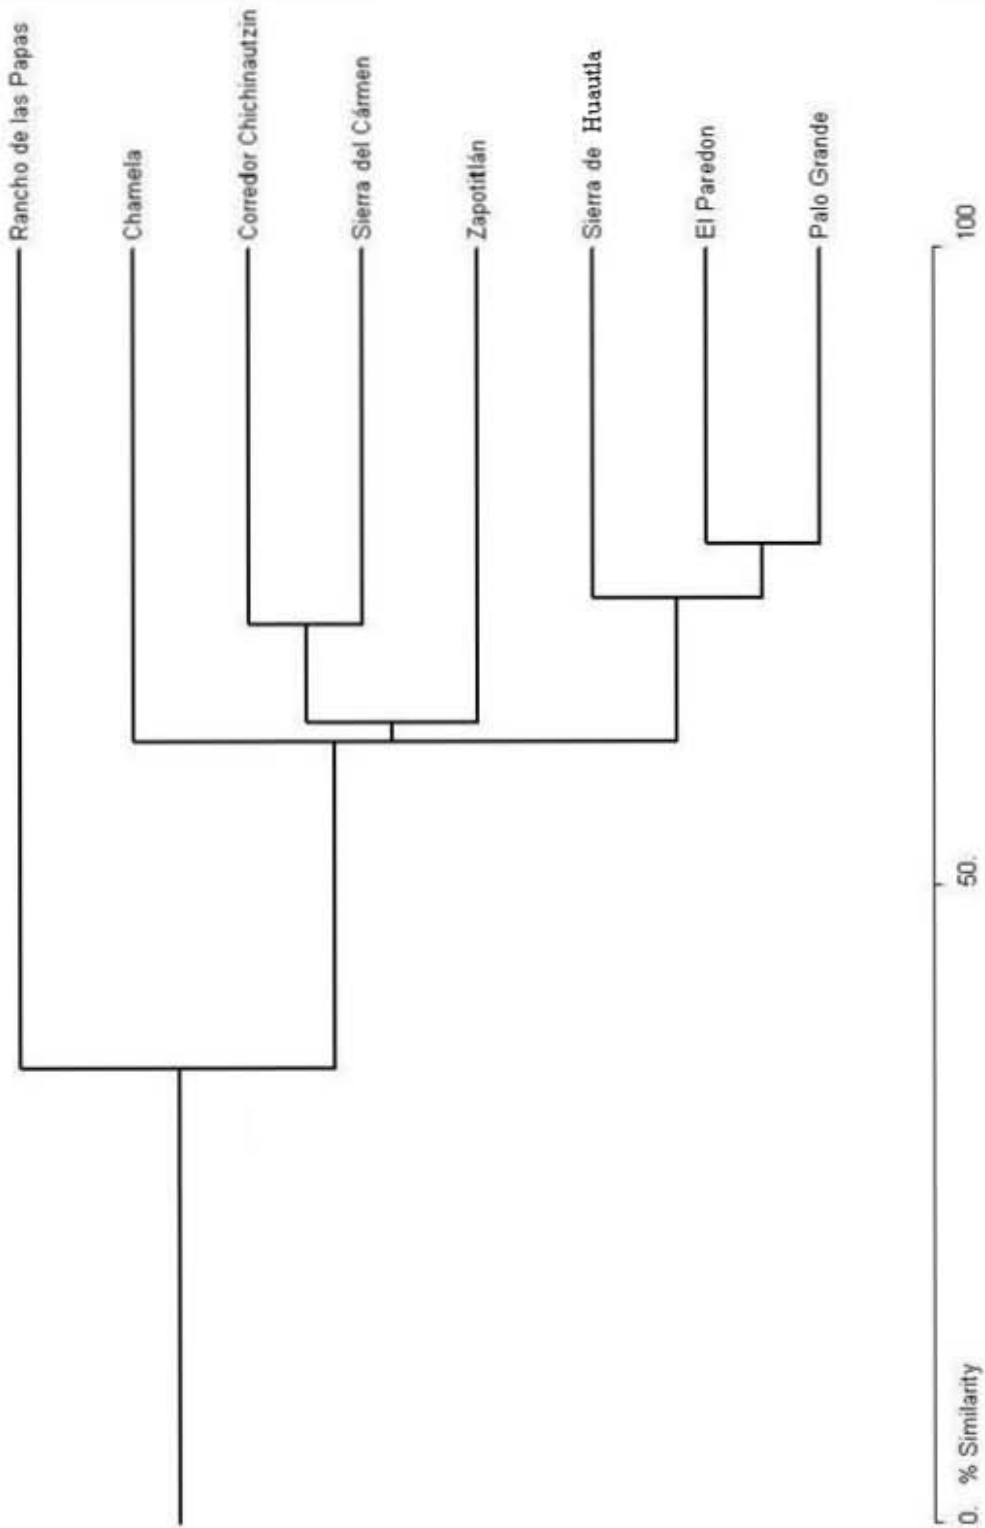 Rancho de las Papas
Chamela
Corredor Chichinautzin
Sierra del Cármen
Zapotitlán
Sierra de Huautla
El Paredon
Palo Grande
0. % Similarity 50. 100